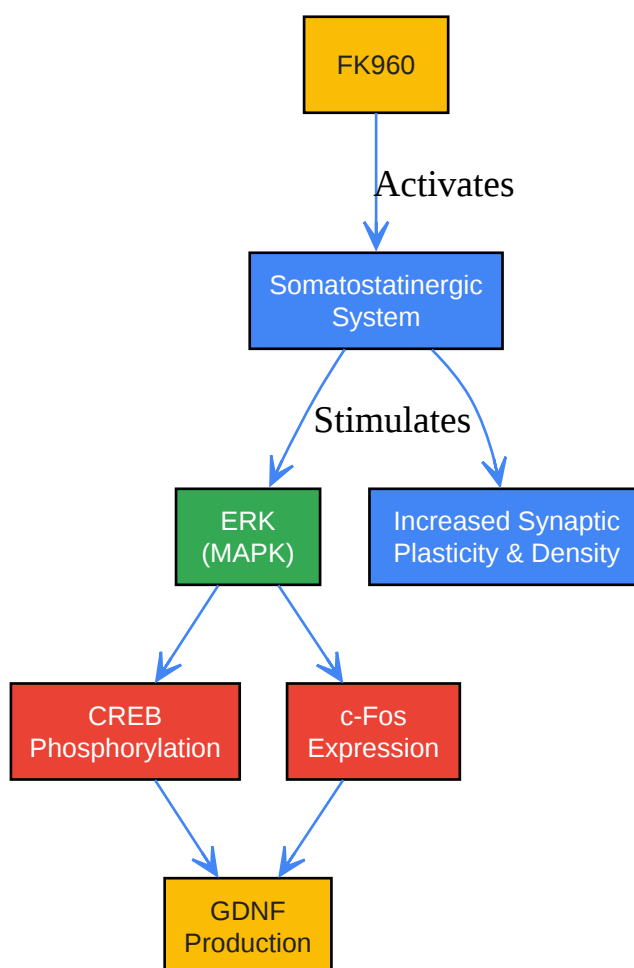 FK960
Activates
Somatostatinergic
System
Stimulates
ERK
(MAPK)
Increased Synaptic
Plasticity & Density
CREB
Phosphorylation
c-Fos
Expression
GDNF
Production